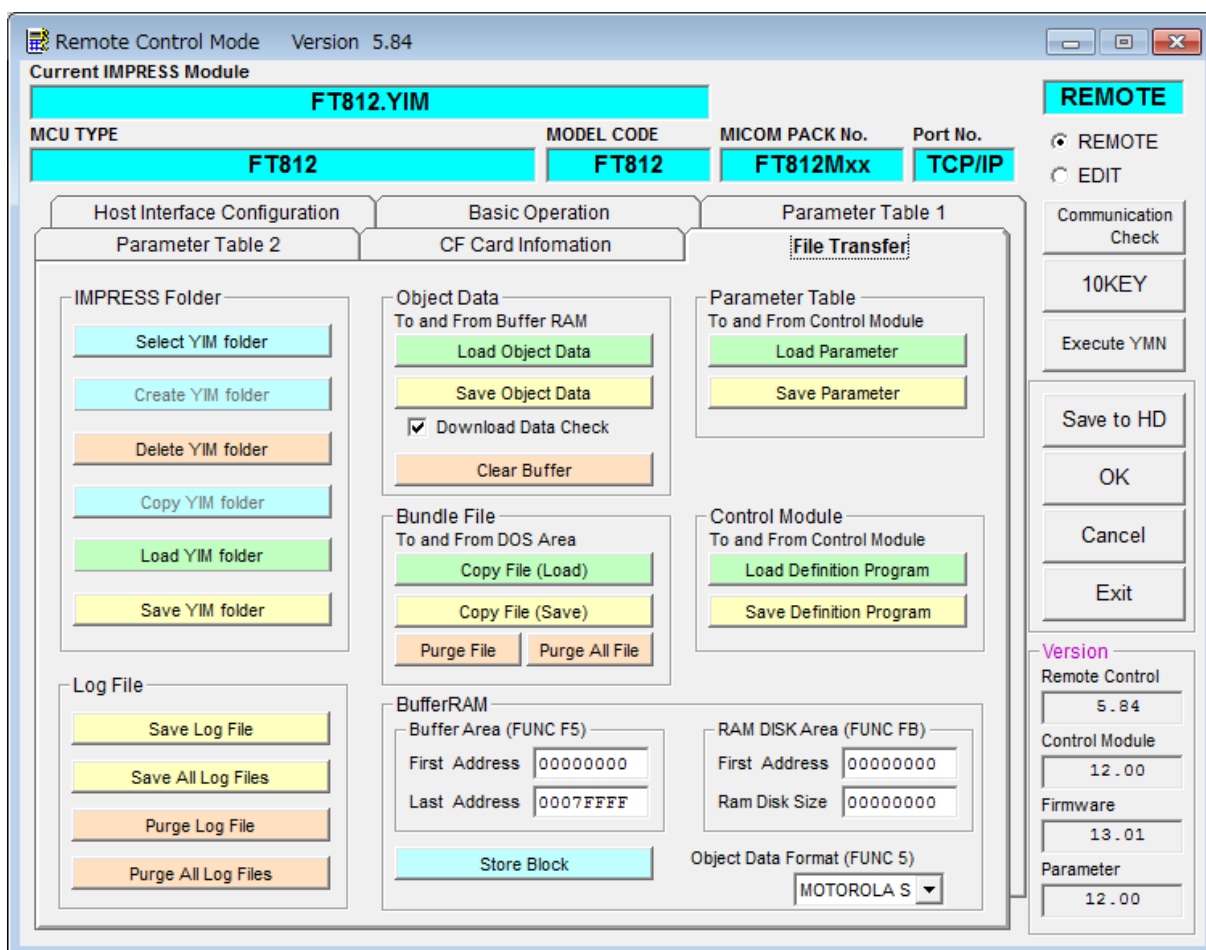 Remote Control Mode Version 5.84
Current IMPRESS Module
FT812.YIM
MCU TYPE
MODEL CODE
MICOM PACK No.
Port No.
FT812
FT812
FT812Mxx
TCP/IP
REMOTE
REMOTE
EDIT
Host Interface Configuration
Basic Operation
Parameter Table 1
Parameter Table 2
CF Card Infomation
File Transfer
IMPRESS Folder
Select YIM folder
Create YIM folder
Delete YIM folder
Copy YIM folder
Load YIM folder
Save YIM folder
Log File
Save Log File
Save All Log Files
Purge Log File
Purge All Log Files
Object Data
To and From Buffer RAM
Load Object Data
Save Object Data
Download Data Check
Clear Buffer
Bundle File
To and From DOS Area
Copy File (Load)
Copy File (Save)
Purge File
Purge All File
Parameter Table
To and From Control Module
Load Parameter
Save Parameter
Control Module
To and From Control Module
Load Definition Program
Save Definition Program
BufferRAM
Buffer Area (FUNC F5)
First Address 00000000
Last Address 0007FFFF
Store Block
RAM DISK Area (FUNC FB)
First Address 00000000
Ram Disk Size 00000000
Object Data Format (FUNC 5)
MOTOROLA S
Communication
Check
10KEY
Execute YMN
Save to HD
OK
Cancel
Exit
Version
Remote Control
5.84
Control Module
12.00
Firmware
13.01
Parameter
12.00